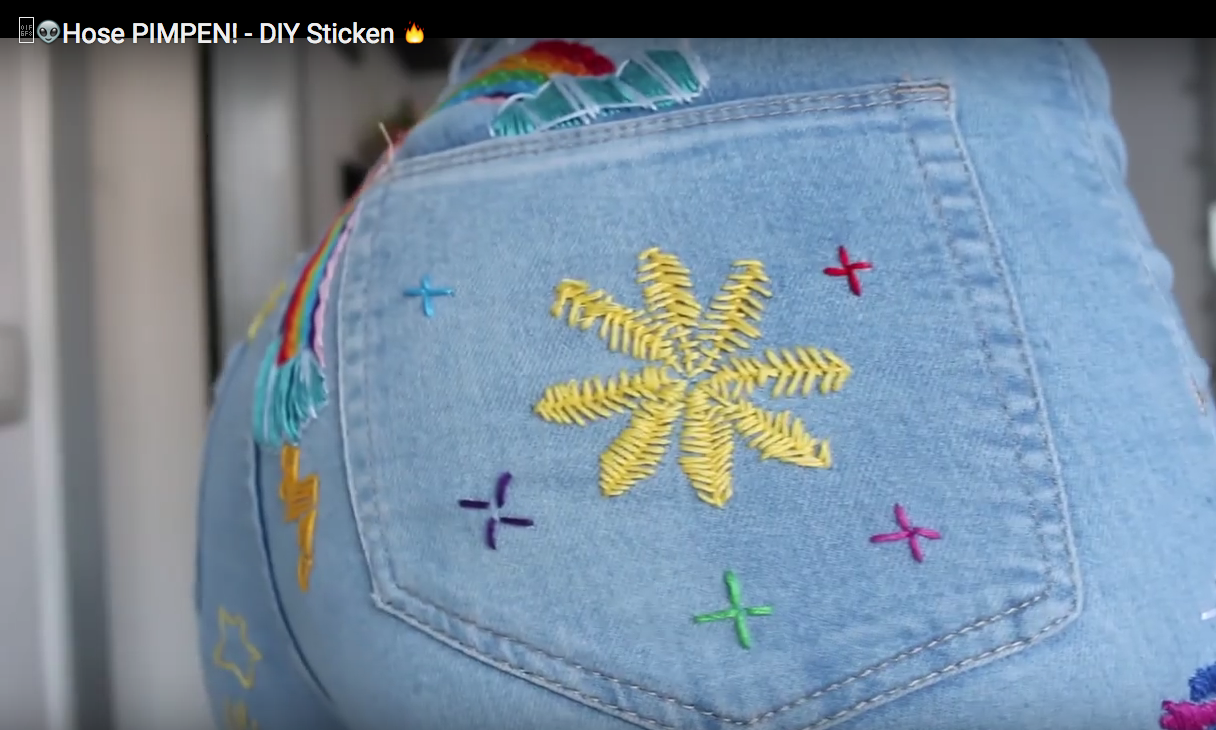 👽Hose PIMPEN! - DIY Sticken 🔥